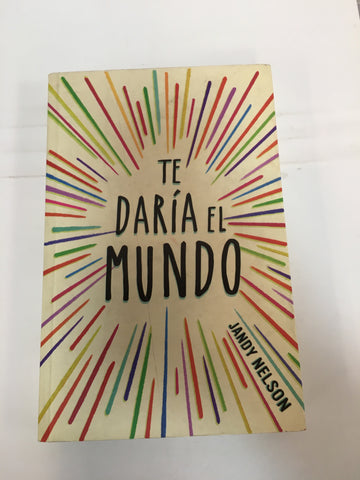 TE
DARÍA EL
MUNDO
JANDY NELSON